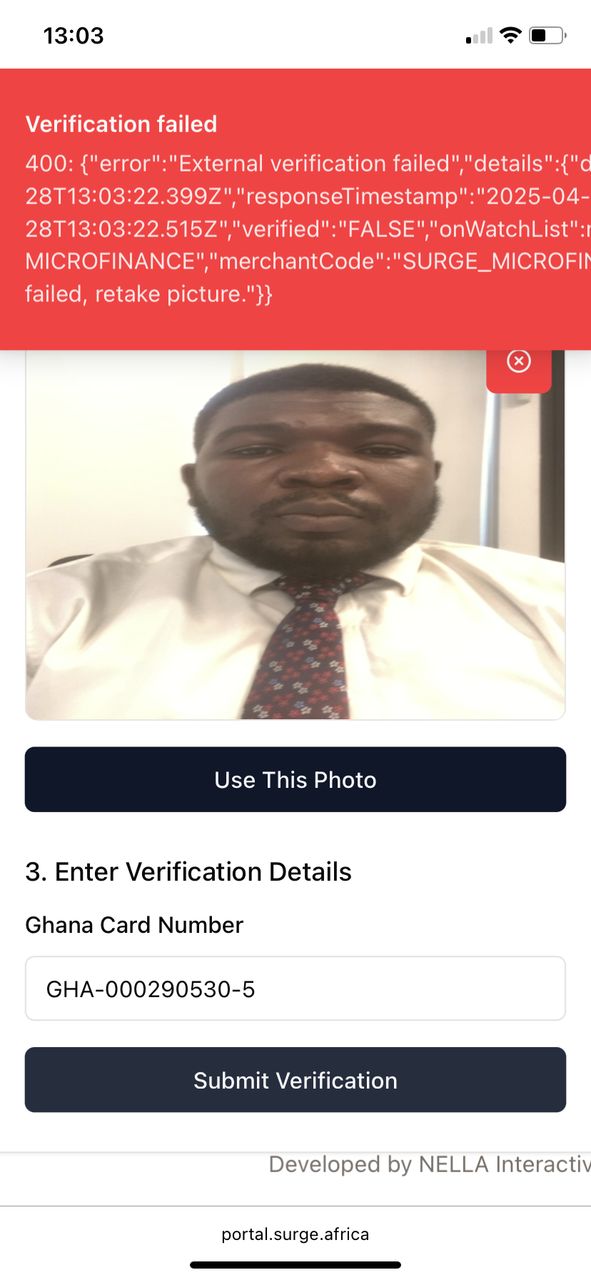 13:03
Verification failed
400: {"error":"External verification failed","details":{"d
28T13:03:22.399Z","responseTimestamp":"2025-04-
28T13:03:22.515Z","verified":"FALSE","onWatchList":r
MICROFINANCE","merchantCode":"SURGE_MICROFIN
failed, retake picture."}}
Use This Photo
3. Enter Verification Details
Ghana Card Number
GHA-000290530-5
Submit Verification
Developed by NELLA Interactiv
portal.surge.africa